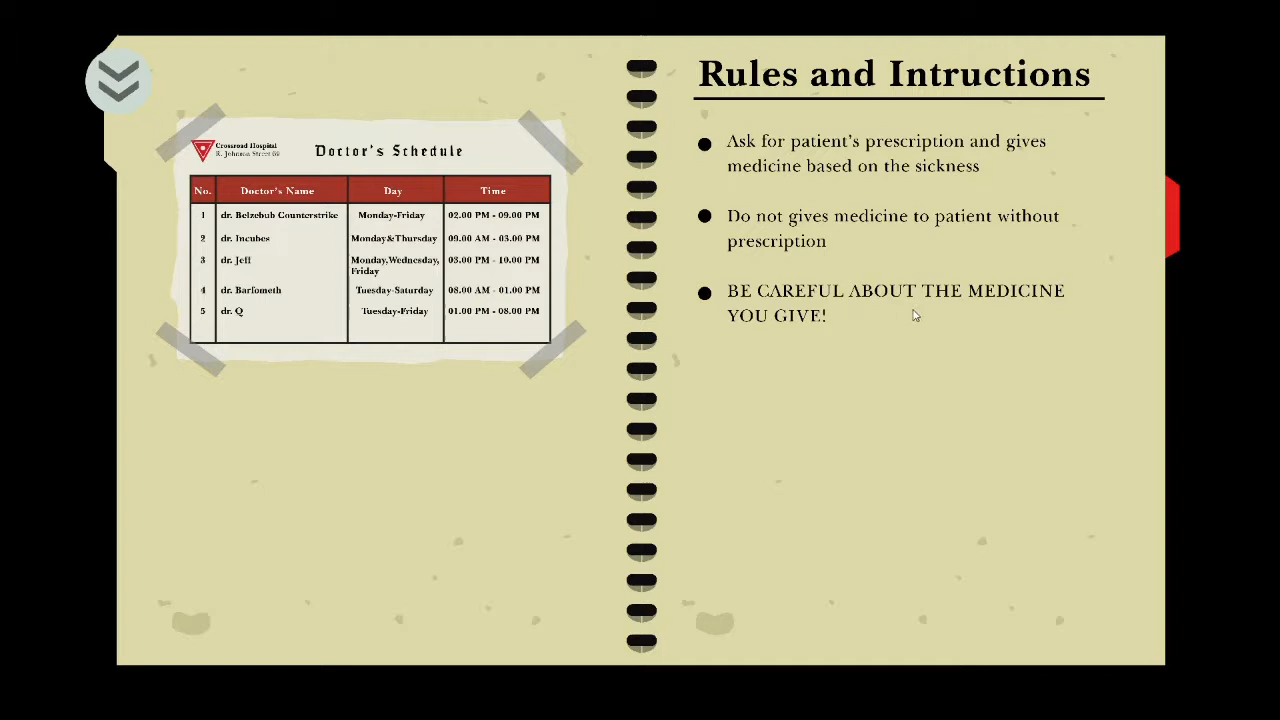 Crossroad Hospital
E. Johnson Street 69
Doctor's Schedule
No. Doctor's Name Day Time
1 dr. Belzebub Counterstrike Monday-Friday 02.00 PM - 09.00 PM
2 dr. Incubes Monday&Thursday 09.00 AM - 03.00 PM
3 dr. Jeff Monday,Wednesday, 03.00 PM - 10.00 PM
Friday
4 dr. Barfometh Tuesday-Saturday 08.00 AM - 01.00 PM
5 dr. Q Tuesday-Friday 01.00 PM - 08.00 PM
Rules and Intructions
Ask for patient's prescription and gives
medicine based on the sickness
Do not gives medicine to patient without
prescription
BE CAREFUL ABOUT THE MEDICINE
YOU GIVE!